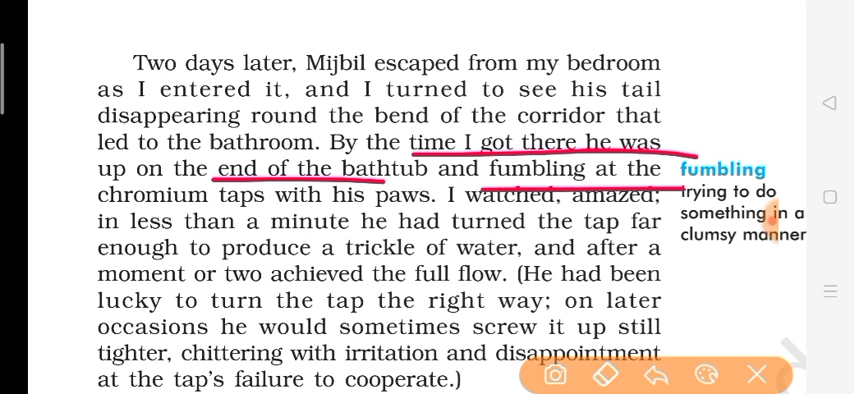 Two days later, Mijbil escaped from my bedroom
as I entered it, and I turned to see his tail
disappearing round the bend of the corridor that
led to the bathroom. By the time I got there he was
up on the end of the bathtub and fumbling at the
chromium taps with his paws. I watched, amazed;
in less than a minute he had turned the tap far
enough to produce a trickle of water, and after a
moment or two achieved the full flow. (He had been
lucky to turn the tap the right way; on later
occasions he would sometimes screw it up still
tighter, chittering with irritation and disappointment
at the tap's failure to cooperate.)
fumbling
trying to do
something in a
clumsy manner